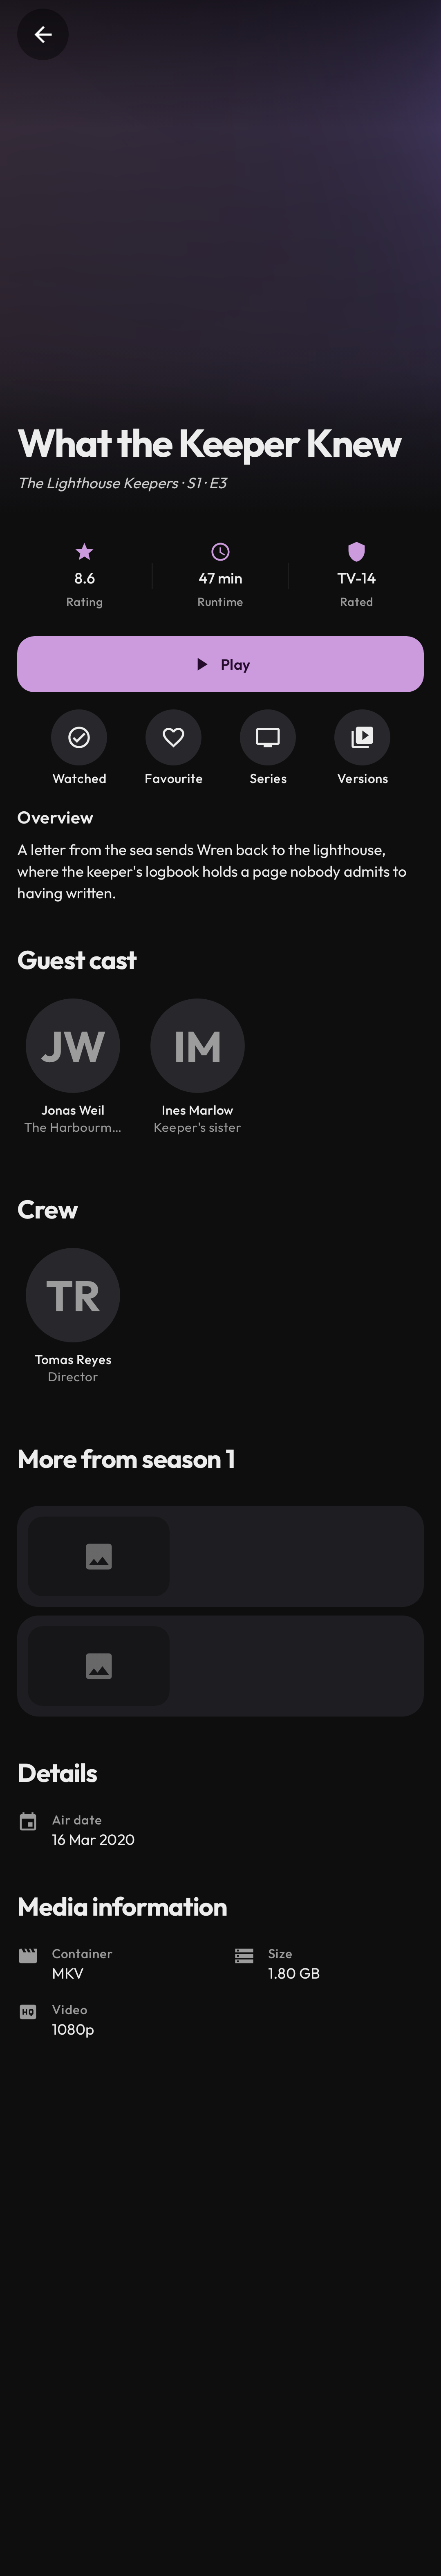 What the Keeper Knew
The Lighthouse Keepers · S1 · E3
8.6
47 min
TV-14
Rating
Runtime
Rated
Play
Watched
Favourite
Series
Versions
Overview
A letter from the sea sends Wren back to the lighthouse,
where the keeper's logbook holds a page nobody admits to
having written.
Guest cast
JW
IM
Jonas Weil
Ines Marlow
The Harbourm...
Keeper's sister
Crew
TR
Tomas Reyes
Director
More from season 1
Details
Air date
16 Mar 2020
Media information
Container
Size
MKV
1.80 GB
HQ
Video
1080p